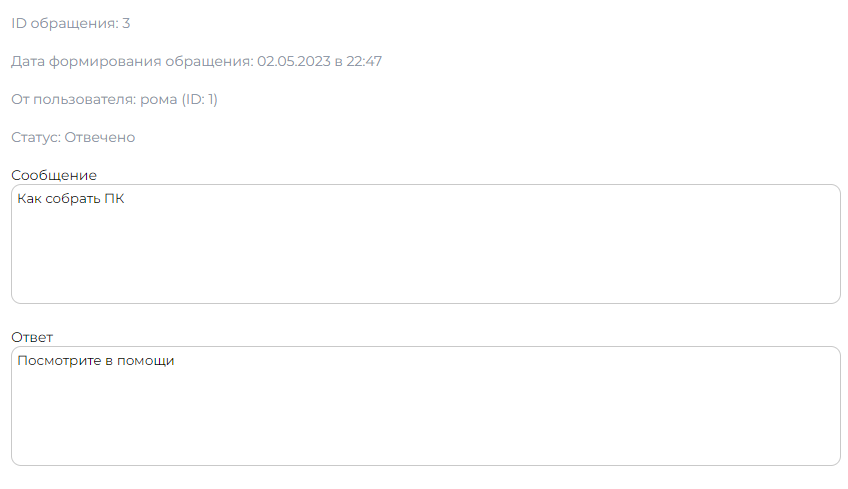 ID обращения: 3
Дата формирования обращения: 02.05.2023 в 22:47
От пользователя: рома (ID: 1)
Статус: Отвечено
Сообщение
Как собрать ПК
Ответ
Посмотрите в помощи